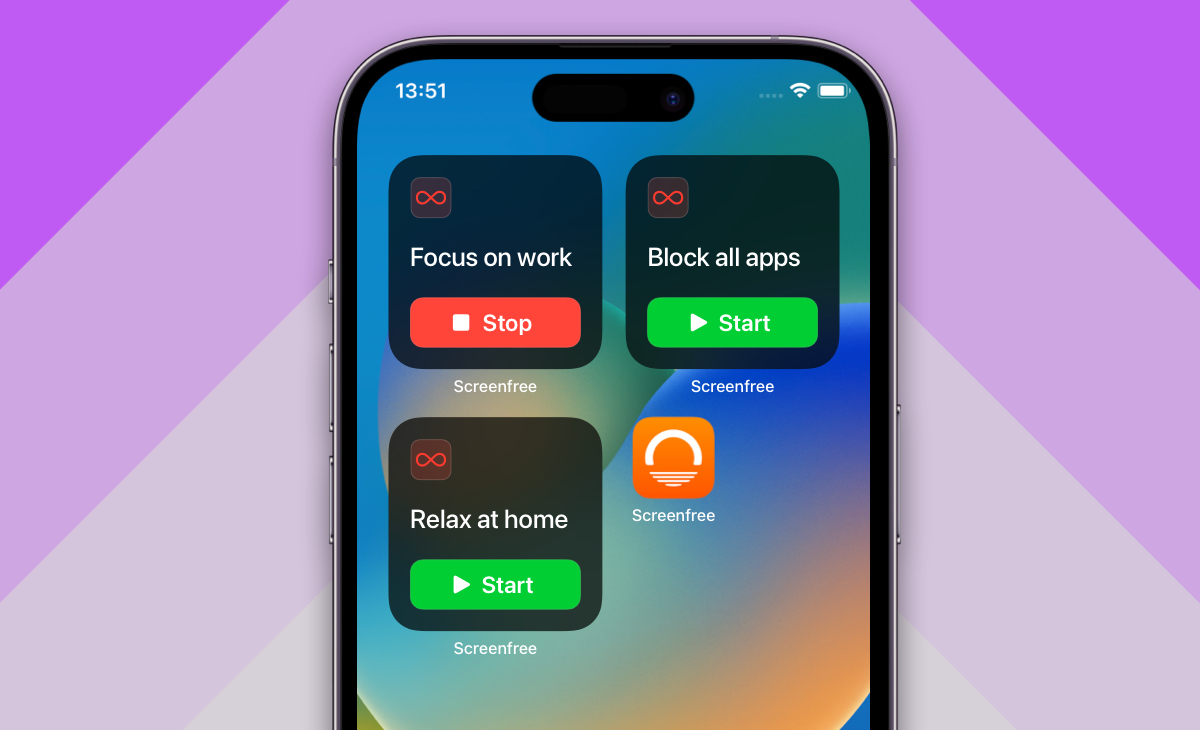 13:51
Focus on work
Stop
Screenfree
Block all apps
Start
Screenfree
Relax at home
Start
Screenfree
Screenfree